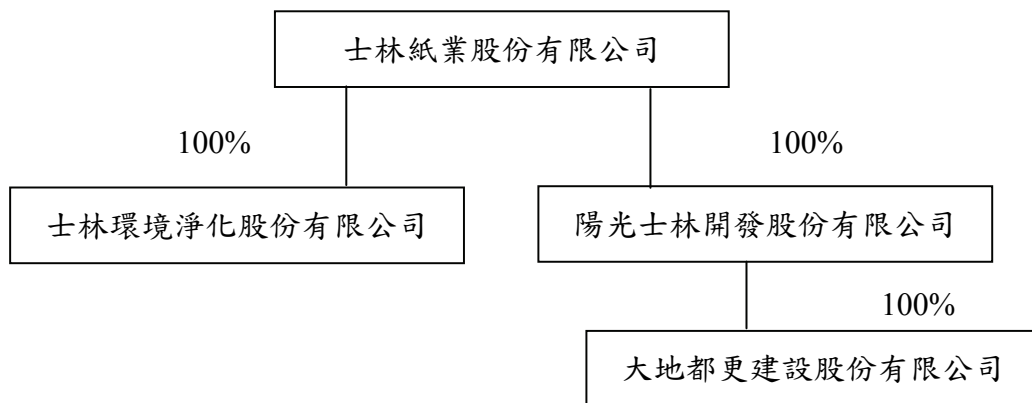 士林紙業股份有限公司
100%
100%
士林環境淨化股份有限公司
陽光士林開發股份有限公司
100%
大地都更建設股份有限公司